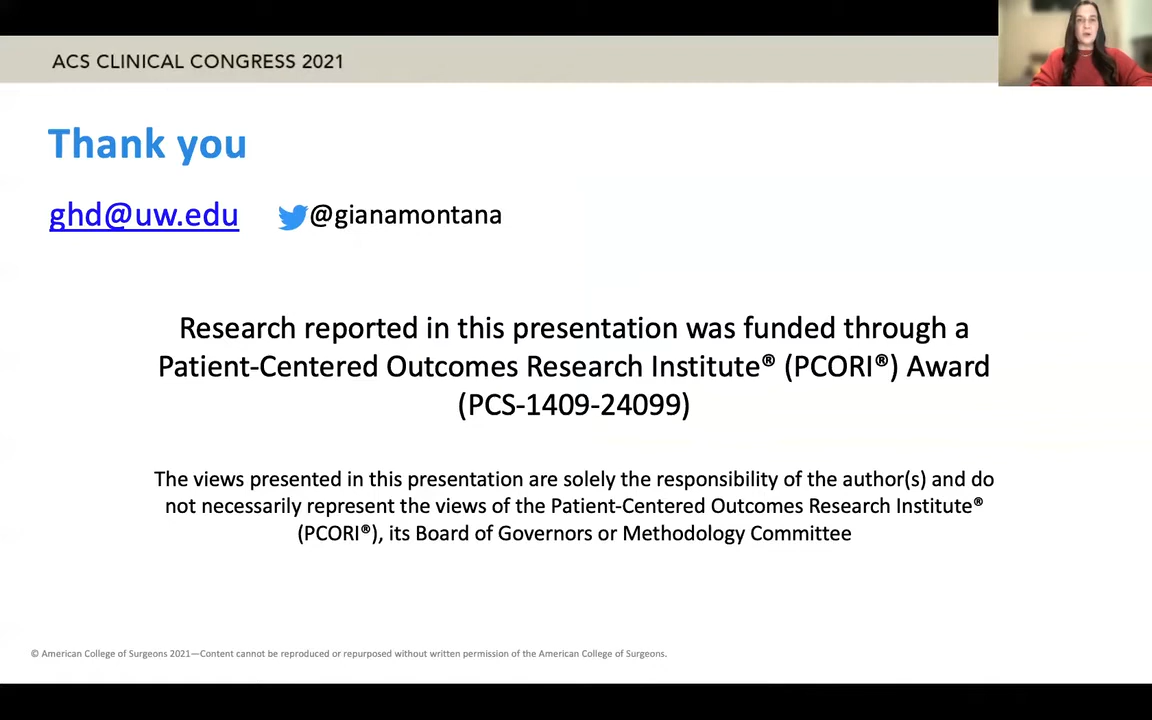 ACS CLINICAL CONGRESS 2021
Thank you
ghd@uw.edu @gianamontana
Research reported in this presentation was funded through a
Patient-Centered Outcomes Research Institute® (PCORI®) Award
(PCS-1409-24099)
The views presented in this presentation are solely the responsibility of the author(s) and do
not necessarily represent the views of the Patient-Centered Outcomes Research Institute®
(PCORI®), its Board of Governors or Methodology Committee
© American College of Surgeons 2021—Content cannot be reproduced or repurposed without written permission of the American College of Surgeons.